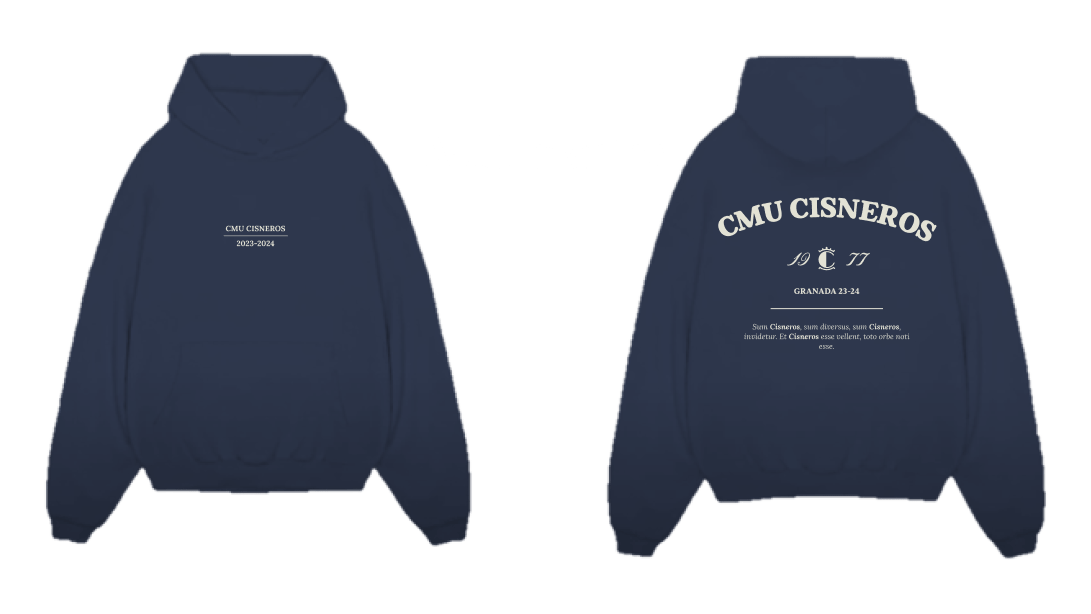 CMU CISNEROS
2023-2024
CMU CISNEROS
19 C 77
GRANADA 23-24
Sum Cisneros, sum diversus, sum Cisneros,
invidetur. Et Cisneros esse vellent, toto orbe nati
esse.